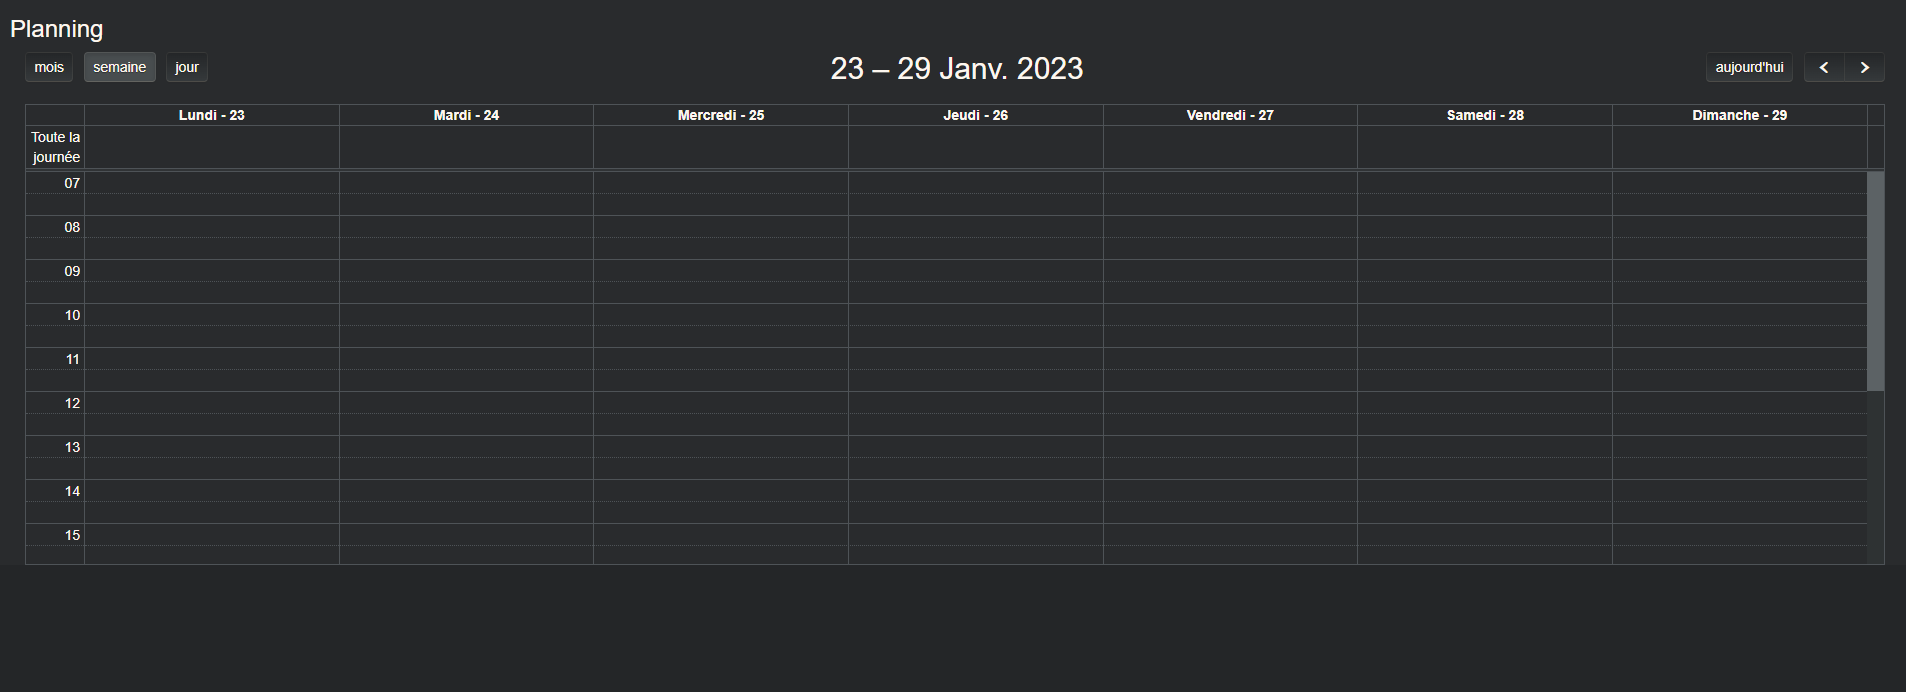 Planning
mois semaine jour 23 – 29 Janv. 2023 aujourd'hui
Lundi - 23 Mardi - 24 Mercredi - 25 Jeudi - 26 Vendredi - 27 Samedi - 28 Dimanche - 29
Toute la
journée
07
08
09
10
11
12
13
14
15